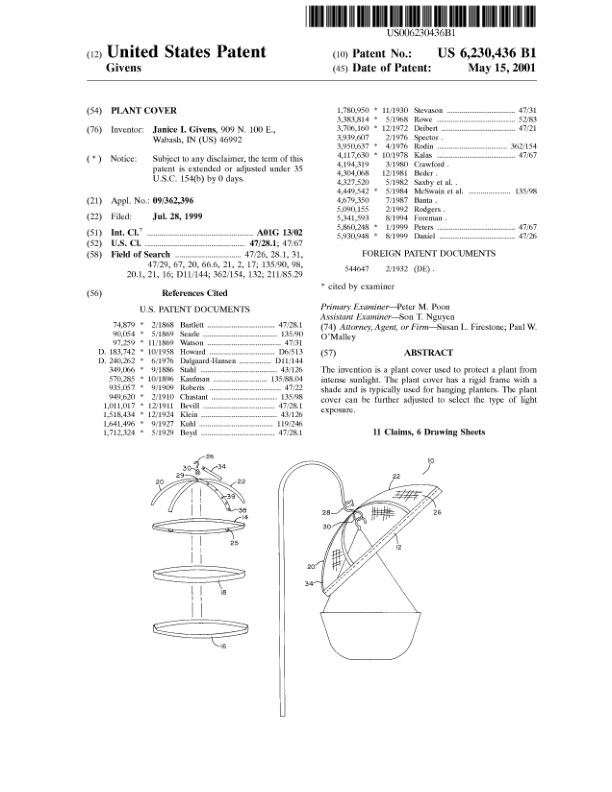 US006230436B1
(12) United States Patent
Givens
(10) Patent No.: US 6,230,436 B1
(45) Date of Patent: May 15, 2001
(54) PLANT COVER
(76) Inventor: Janice I. Givens, 909 N. 100 E.,
Wabash, IN (US) 46992
(*) Notice: Subject to any disclaimer, the term of this
patent is extended or adjusted under 35
U.S.C. 154(b) by 0 days.
(21) Appl. No.: 09/362,396
(22) Filed: Jul. 28, 1999
(51) Int. Cl.7 ........ A01G 13/02
(52) U.S. Cl. ........ 47/28.1; 47/67
(58) Field of Search ........ 47/26, 28.1, 31,
47/29, 67, 20, 66.6, 21, 2, 17; 135/90, 98,
20.1, 21, 16; D11/144; 362/154, 132; 211/85.29
(56) References Cited
U.S. PATENT DOCUMENTS
74,879 * 2/1868 Bartlett ........ 47/28.1
90,054 * 5/1869 Searle ........ 135/90
97,259 * 11/1869 Watson ........ 47/31
D. 183,742 * 10/1958 Howard ........ D6/513
D. 240,262 * 6/1976 Dalgaard-Hansen ........ D11/144
349,066 * 9/1886 Stahl ........ 43/126
570,285 * 10/1896 Kaufman ........ 135/88.04
935,057 * 9/1909 Roberts ........ 47/22
949,620 * 2/1910 Chastant ........ 135/98
1,011,017 * 12/1911 Bevill ........ 47/28.1
1,518,434 * 12/1924 Klein ........ 43/126
1,641,496 * 9/1927 Kuhl ........ 119/246
1,712,324 * 5/1929 Boyd ........ 47/28.1
1,780,950 * 11/1930 Stevason ........ 47/31
3,383,814 * 5/1968 Rowe ........ 52/83
3,706,160 * 12/1972 Deibert ........ 47/21
3,939,607 2/1976 Spector .
3,950,637 * 4/1976 Rodin ........ 362/154
4,117,630 * 10/1978 Kalas ........ 47/67
4,194,319 3/1980 Crawford .
4,304,068 12/1981 Beder .
4,327,520 5/1982 Saxby et al. .
4,449,542 * 5/1984 McSwain et al. ........ 135/98
4,679,350 7/1987 Banta .
5,090,155 2/1992 Rodgers .
5,341,593 8/1994 Foreman .
5,860,248 * 1/1999 Peters ........ 47/67
5,930,948 * 8/1999 Daniel ........ 47/26
FOREIGN PATENT DOCUMENTS
544647 2/1932 (DE) .
* cited by examiner
Primary Examiner—Peter M. Poon
Assistant Examiner—Son T. Nguyen
(74) Attorney, Agent, or Firm—Susan L. Firestone; Paul W.
O'Malley
(57) ABSTRACT
The invention is a plant cover used to protect a plant from
intense sunlight. The plant cover has a rigid frame with a
shade and is typically used for hanging planters. The plant
cover can be further adjusted to select the type of light
exposure.
11 Claims, 6 Drawing Sheets
26
30
34
29
20
22
39
38
14
25
18
16
10
22
28
26
30
12
20
34